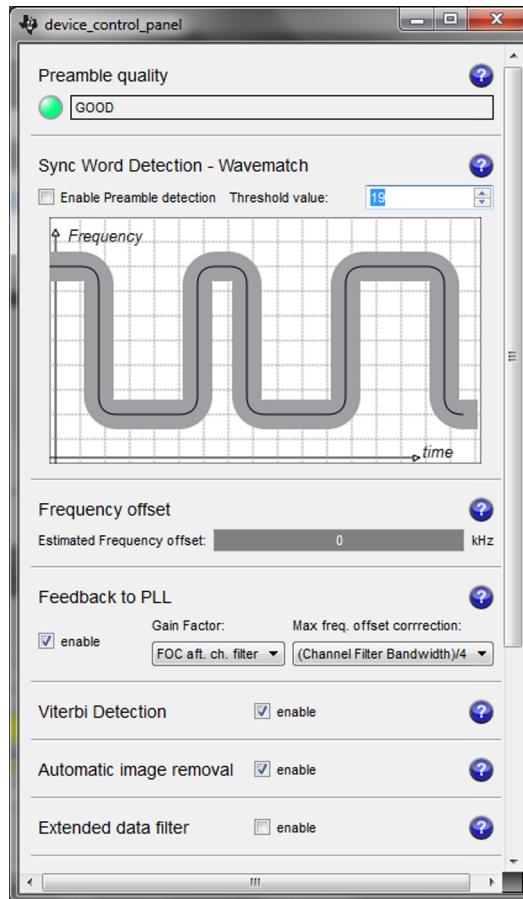 device_control_panel
Preamble quality
GOOD
Sync Word Detection - Wavematch
Enable Preamble detection Threshold value: 19
Frequency
time
Frequency offset
Estimated Frequency offset: 0 kHz
Feedback to PLL
Gain Factor: Max freq. offset corrrection:
enable
FOC aft. ch. filter (Channel Filter Bandwidth)/4
Viterbi Detection enable
Automatic image removal enable
Extended data filter enable